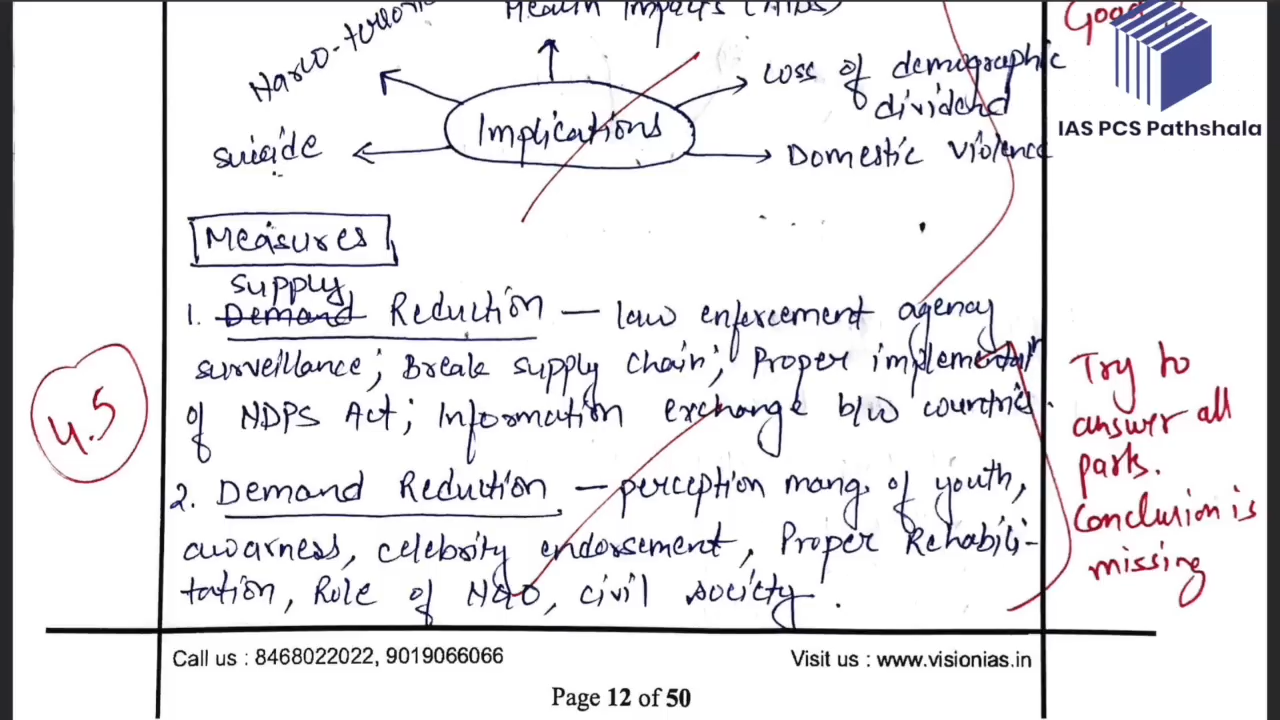 Health Impacts (AIDS)
Good
Narco-terrorism
Loss of demographic
dividend
Implications
suicide
Domestic violence
IAS PCS Pathshala
Measures
supply
1. Demand Reduction — law enforcement agency
surveillance; Break supply chain; Proper implementatn
of NDPS Act; Information exchange b/w countries.
4.5
Try to
answer all
parts.
Conclusion is
missing
2. Demand Reduction — perception mang. of youth,
awarness, celebrity endorsement, Proper Rehabili-
tation, Role of NGO, civil society.
Call us : 8468022022, 9019066066
Visit us : www.visionias.in
Page 12 of 50